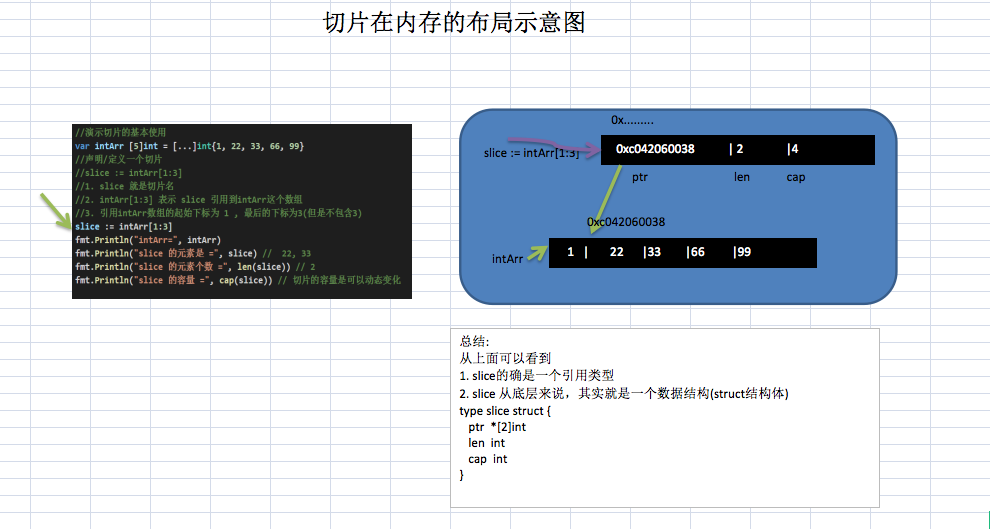 切片在内存的布局示意图
//演示切片的基本使用
var intArr [5]int = [...]int{1, 22, 33, 66, 99}
//声明/定义一个切片
//slice := intArr[1:3]
//1. slice 就是切片名
//2. intArr[1:3] 表示 slice 引用到intArr这个数组
//3. 引用intArr数组的起始下标为 1 , 最后的下标为3(但是不包含3)
slice := intArr[1:3]
fmt.Println("intArr=", intArr)
fmt.Println("slice 的元素是 =", slice) //  22, 33
fmt.Println("slice 的元素个数 =", len(slice)) // 2
fmt.Println("slice 的容量 =", cap(slice)) // 切片的容量是可以动态变化
0x.........
slice := intArr[1:3]
0xc042060038 |2 |4
ptr len cap
0xc042060038
intArr
1 | 22 |33 |66 |99
总结:
从上面可以看到
1. slice的确是一个引用类型
2. slice 从底层来说，其实就是一个数据结构(struct结构体)
type slice struct {
ptr *[2]int
len int
cap int
}